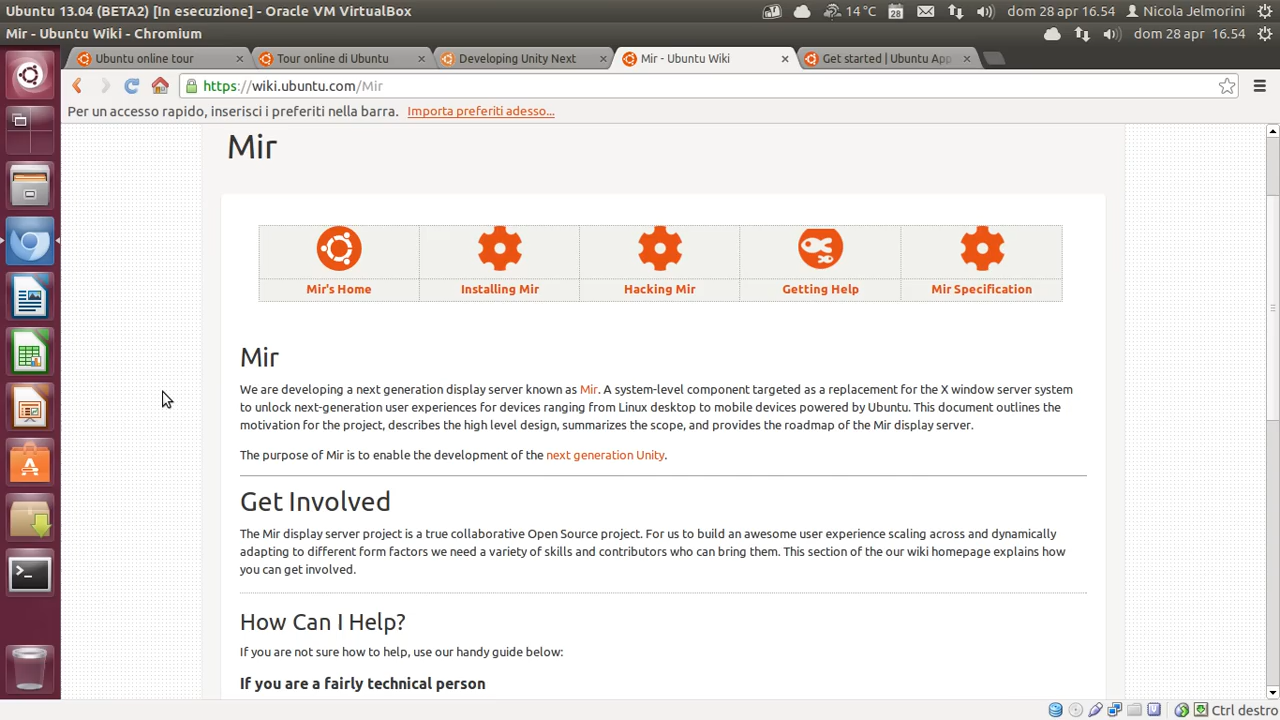 Ubuntu 13.04 (BETA2) [In esecuzione] - Oracle VM VirtualBox
14 °C
28
dom 28 apr 16.54
Nicola Jelmorini
Mir - Ubuntu Wiki - Chromium
dom 28 apr 16.54
Ubuntu online tour
Tour online di Ubuntu
Developing Unity Next
Mir - Ubuntu Wiki
Get started | Ubuntu App
https://wiki.ubuntu.com/Mir
Per un accesso rapido, inserisci i preferiti nella barra. Importa preferiti adesso...
Mir
Mir's Home
Installing Mir
Hacking Mir
Getting Help
Mir Specification
Mir
We are developing a next generation display server known as Mir. A system-level component targeted as a replacement for the X window server system
to unlock next-generation user experiences for devices ranging from Linux desktop to mobile devices powered by Ubuntu. This document outlines the
motivation for the project, describes the high level design, summarizes the scope, and provides the roadmap of the Mir display server.
The purpose of Mir is to enable the development of the next generation Unity.
Get Involved
The Mir display server project is a true collaborative Open Source project. For us to build an awesome user experience scaling across and dynamically
adapting to different form factors we need a variety of skills and contributors who can bring them. This section of the our wiki homepage explains how
you can get involved.
How Can I Help?
If you are not sure how to help, use our handy guide below:
If you are a fairly technical person
Ctrl destro